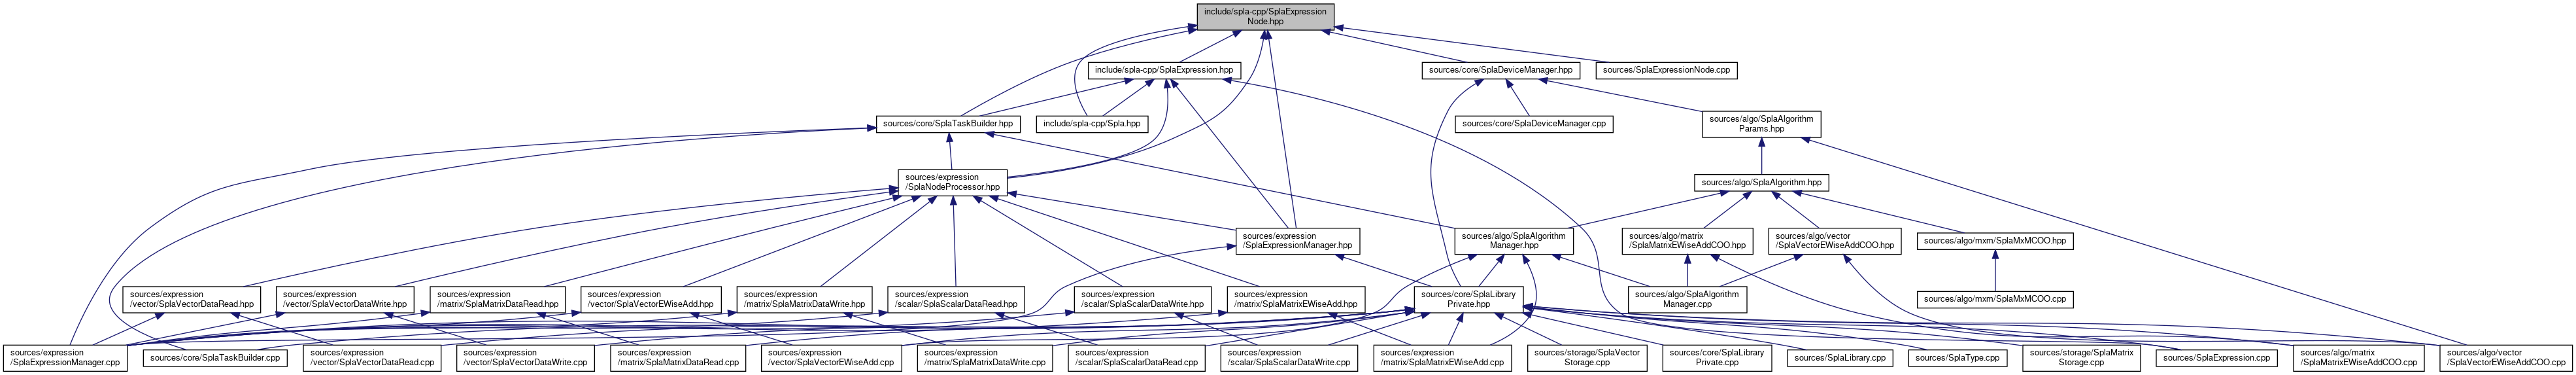 include/spla-cpp/SplaExpression
Node.hpp
include/spla-cpp/SplaExpression.hpp
sources/core/SplaDeviceManager.hpp
sources/SplaExpressionNode.cpp
sources/core/SplaTaskBuilder.hpp
include/spla-cpp/Spla.hpp
sources/core/SplaDeviceManager.cpp
sources/algo/SplaAlgorithm
Params.hpp
sources/expression
/SplaNodeProcessor.hpp
sources/algo/SplaAlgorithm.hpp
sources/expression
/SplaExpressionManager.hpp
sources/algo/SplaAlgorithm
Manager.hpp
sources/algo/matrix
/SplaMatrixEWiseAddCOO.hpp
sources/algo/vector
/SplaVectorEWiseAddCOO.hpp
sources/algo/mxm/SplaMxMCOO.hpp
sources/expression
/vector/SplaVectorDataRead.hpp
sources/expression
/vector/SplaVectorDataWrite.hpp
sources/expression
/matrix/SplaMatrixDataRead.hpp
sources/expression
/vector/SplaVectorEWiseAdd.hpp
sources/expression
/matrix/SplaMatrixDataWrite.hpp
sources/expression
/scalar/SplaScalarDataRead.hpp
sources/expression
/scalar/SplaScalarDataWrite.hpp
sources/expression
/matrix/SplaMatrixEWiseAdd.hpp
sources/core/SplaLibrary
Private.hpp
sources/algo/SplaAlgorithm
Manager.cpp
sources/algo/mxm/SplaMxMCOO.cpp
sources/expression
/SplaExpressionManager.cpp
sources/core/SplaTaskBuilder.cpp
sources/expression
/vector/SplaVectorDataRead.cpp
sources/expression
/vector/SplaVectorDataWrite.cpp
sources/expression
/matrix/SplaMatrixDataRead.cpp
sources/expression
/vector/SplaVectorEWiseAdd.cpp
sources/expression
/matrix/SplaMatrixDataWrite.cpp
sources/expression
/scalar/SplaScalarDataRead.cpp
sources/expression
/scalar/SplaScalarDataWrite.cpp
sources/expression
/matrix/SplaMatrixEWiseAdd.cpp
sources/storage/SplaVector
Storage.cpp
sources/core/SplaLibrary
Private.cpp
sources/SplaLibrary.cpp
sources/SplaType.cpp
sources/storage/SplaMatrix
Storage.cpp
sources/SplaExpression.cpp
sources/algo/matrix
/SplaMatrixEWiseAddCOO.cpp
sources/algo/vector
/SplaVectorEWiseAddCOO.cpp